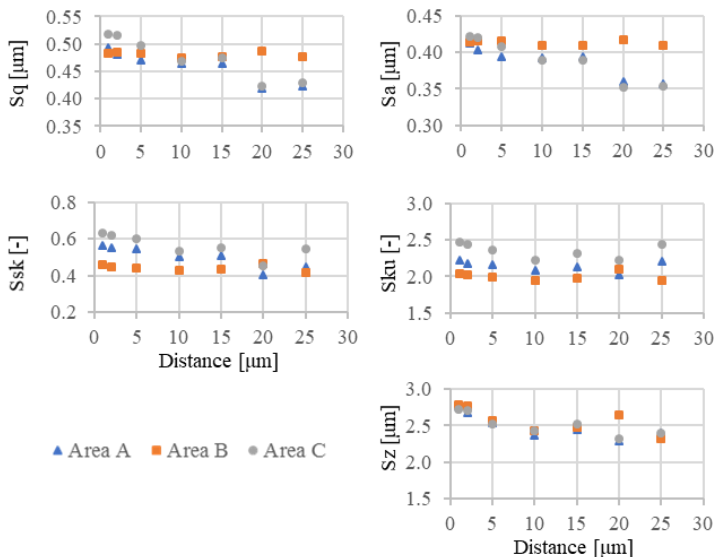 Sq [μm]
0.55
0.50
0.45
0.40
0.35
0 5 10 15 20 25 30
Sa [μm]
0.45
0.40
0.35
0.30
0 5 10 15 20 25 30
Ssk [-]
0.8
0.6
0.4
0.2
0 5 10 15 20 25 30
Distance [μm]
Sku [-]
3.0
2.5
2.0
1.5
0 5 10 15 20 25 30
Area A Area B Area C
Sz [μm]
3.0
2.5
2.0
1.5
0 5 10 15 20 25 30
Distance [μm]